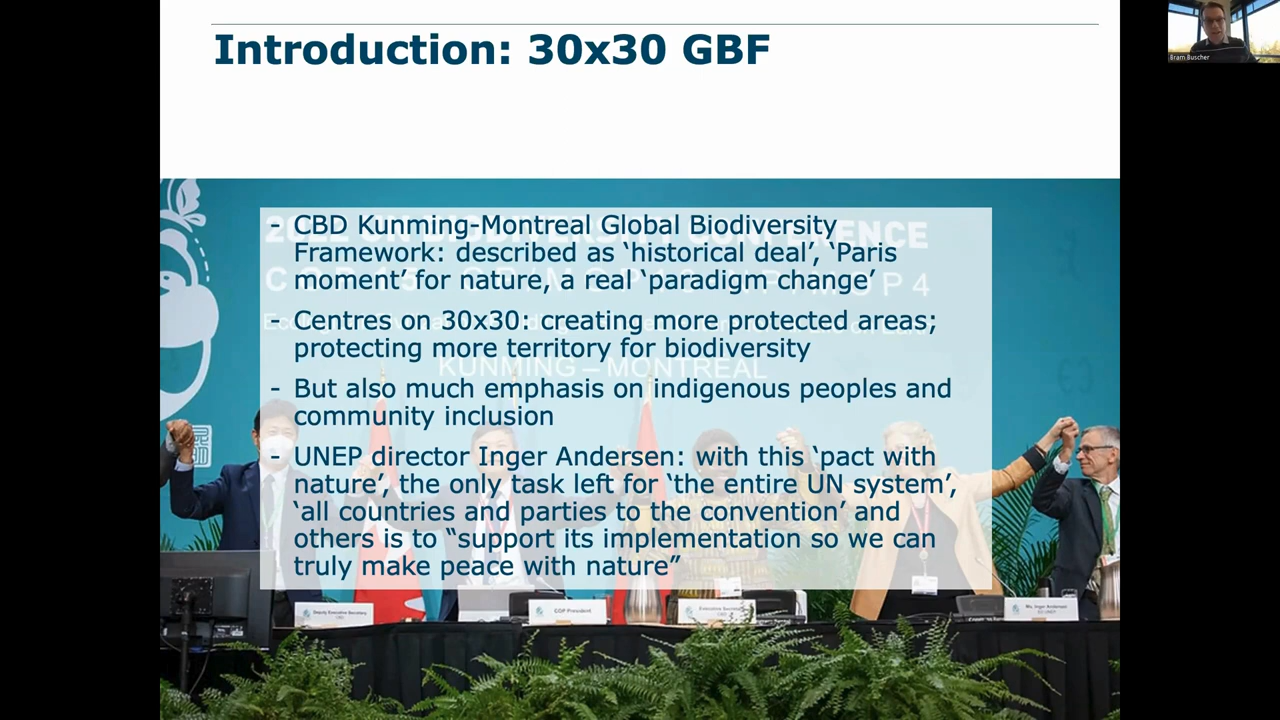 Introduction: 30x30 GBF
Bram Buscher
- CBD Kunming-Montreal Global Biodiversity
Framework: described as ‘historical deal’, ‘Paris
moment’ for nature, a real ‘paradigm change’
- Centres on 30x30: creating more protected areas;
protecting more territory for biodiversity
- But also much emphasis on indigenous peoples and
community inclusion
- UNEP director Inger Andersen: with this ‘pact with
nature’, the only task left for ‘the entire UN system’,
‘all countries and parties to the convention’ and
others is to “support its implementation so we can
truly make peace with nature”
KUNMING – MONTREAL
Deputy Executive Secretary
COP President
Executive Secretary
Ms. Inger Andersen